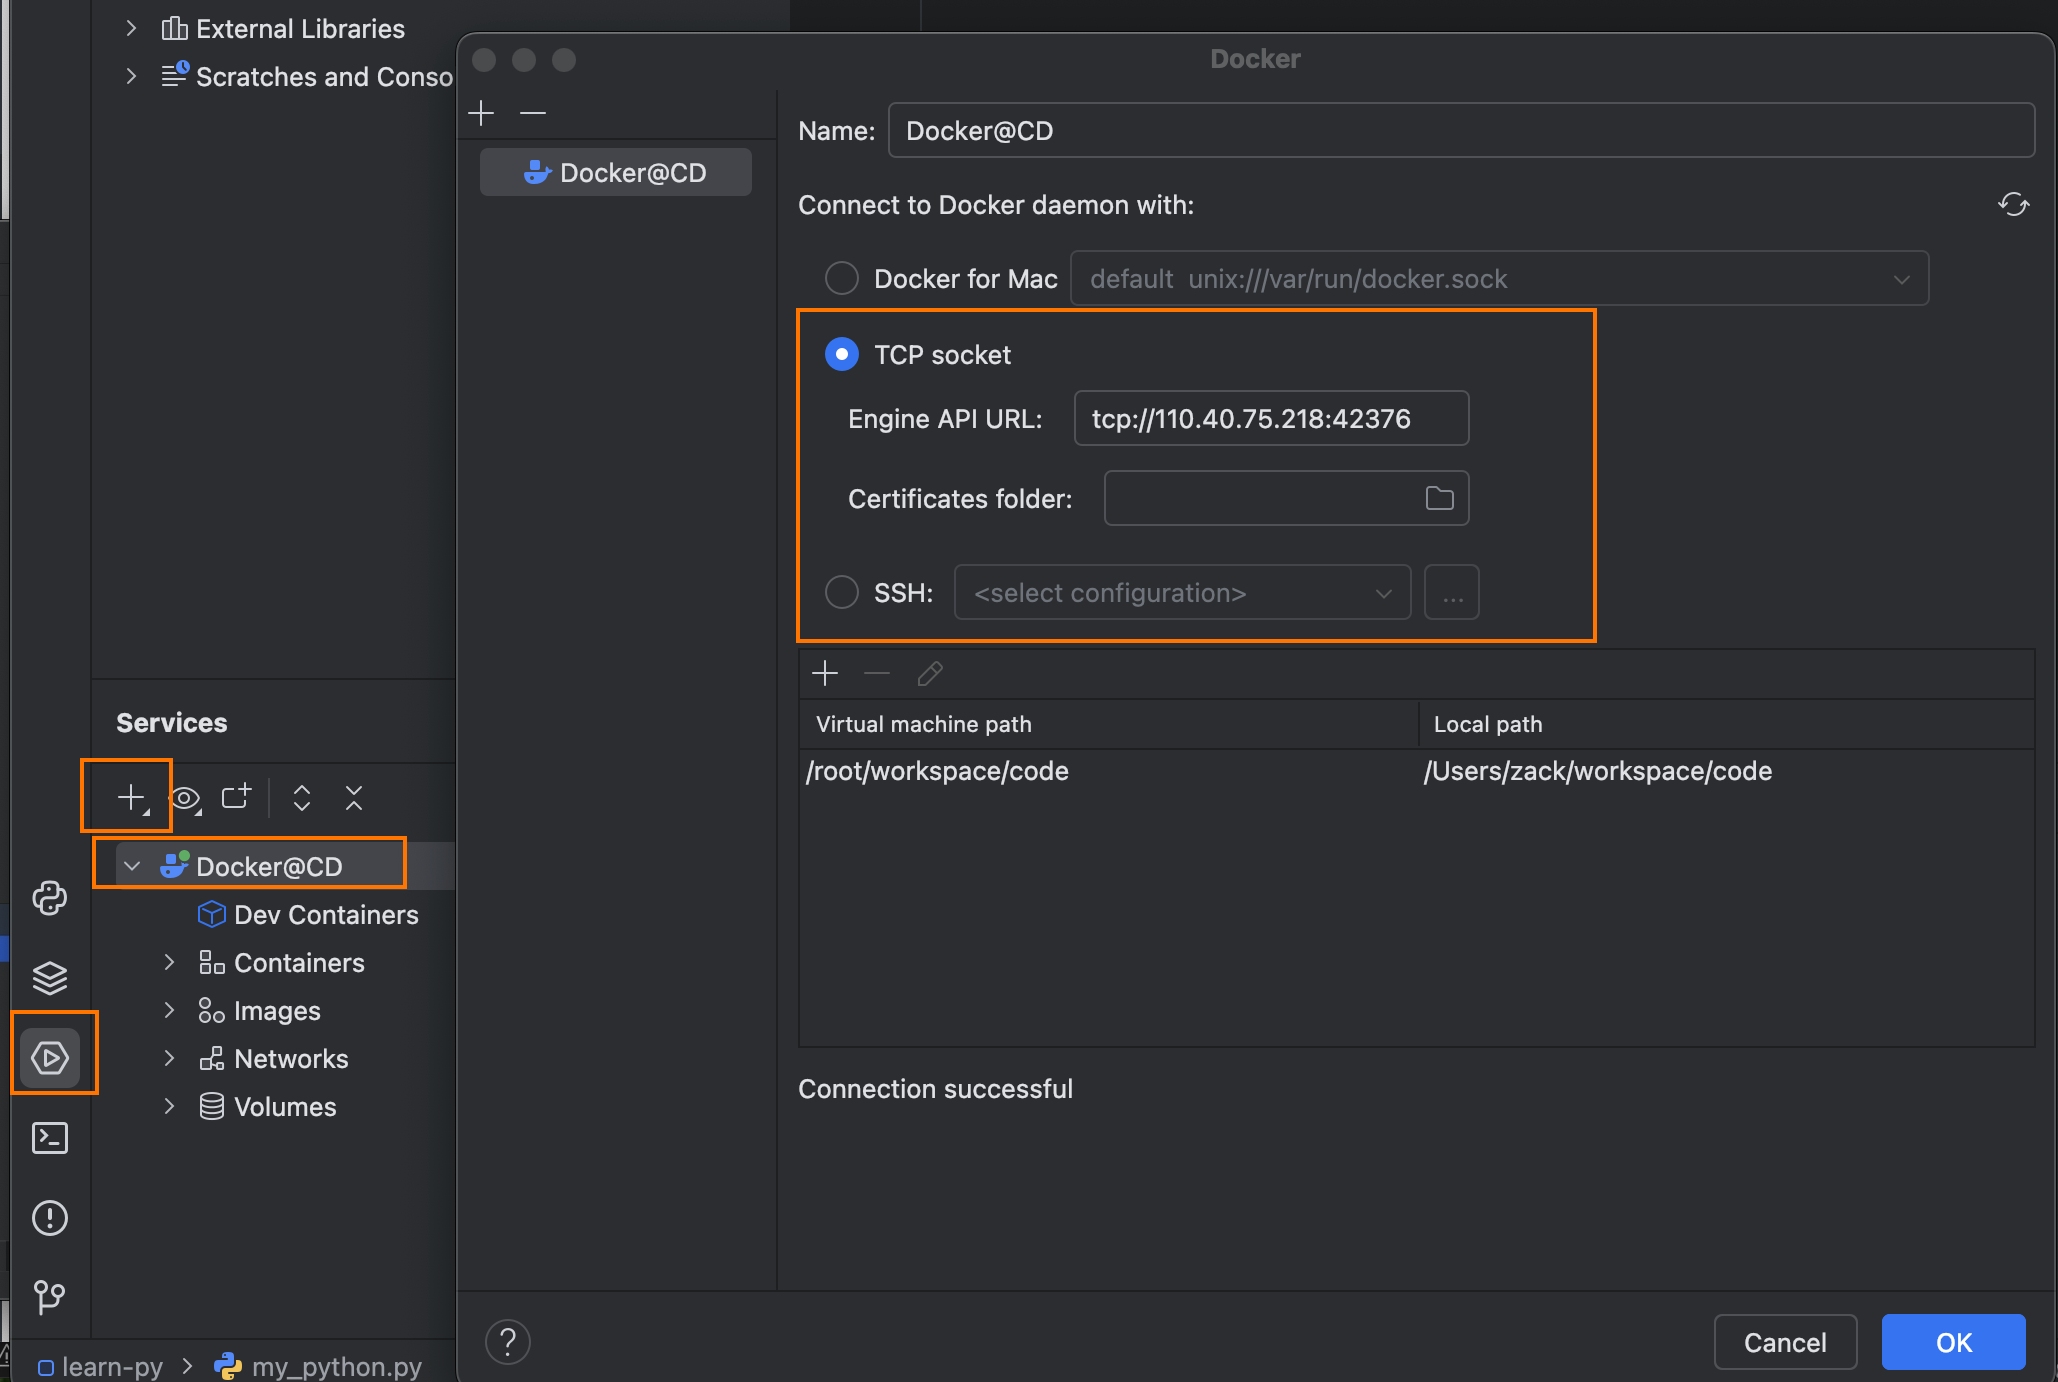 External Libraries
Scratches and Conso
Docker
Name: Docker@CD
Docker@CD
Connect to Docker daemon with:
Docker for Mac default unix:///var/run/docker.sock
TCP socket
Engine API URL: tcp://110.40.75.218:42376
Certificates folder:
SSH: <select configuration> ...
Virtual machine path Local path
/root/workspace/code /Users/zack/workspace/code
Connection successful
Services
Docker@CD
Dev Containers
Containers
Images
Networks
Volumes
? Cancel OK
learn-py > my_python.py